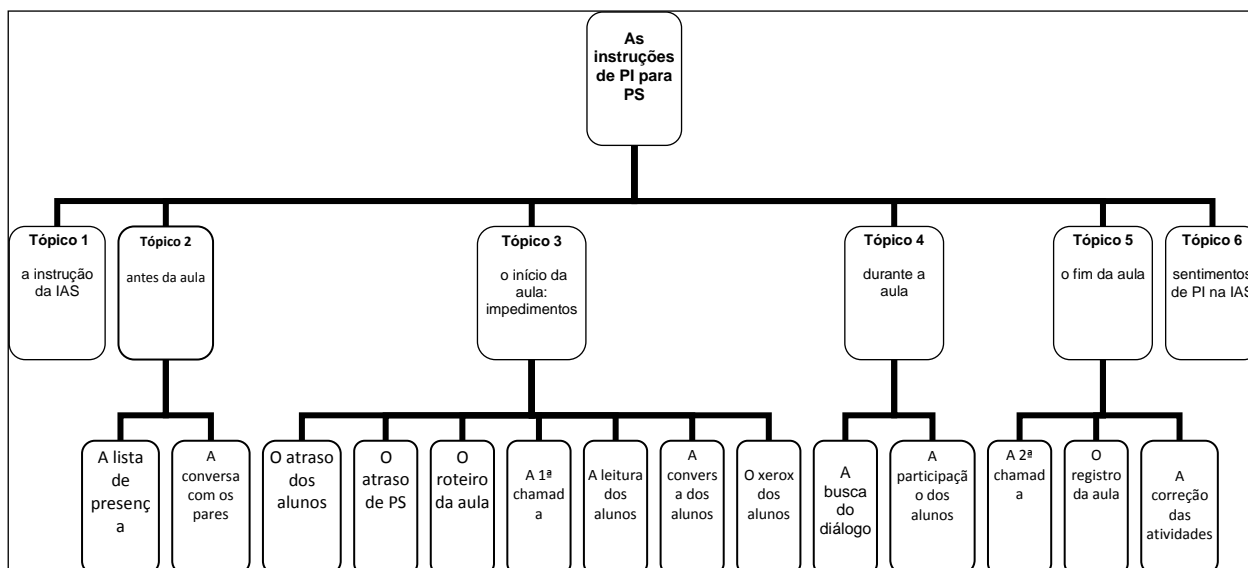 As
instruções
de PI para
PS
Tópico 1
a instrução
da IAS
Tópico 2
antes da aula
Tópico 3
o início da
aula:
impedimentos
Tópico 4
durante a
aula
Tópico 5
o fim da aula
Tópico 6
sentimentos
de PI na IAS
A lista
de
presenç
a
A
conversa
com os
pares
O atraso
dos
alunos
O
atraso
de PS
O
roteiro
da aula
A 1ª
chamad
a
A leitura
dos
alunos
A
convers
a dos
alunos
O xerox
dos
alunos
A
busca
do
diálogo
A
participaçã
o dos
alunos
A 2ª
chamad
a
O
registro
da aula
A
correção
das
atividades